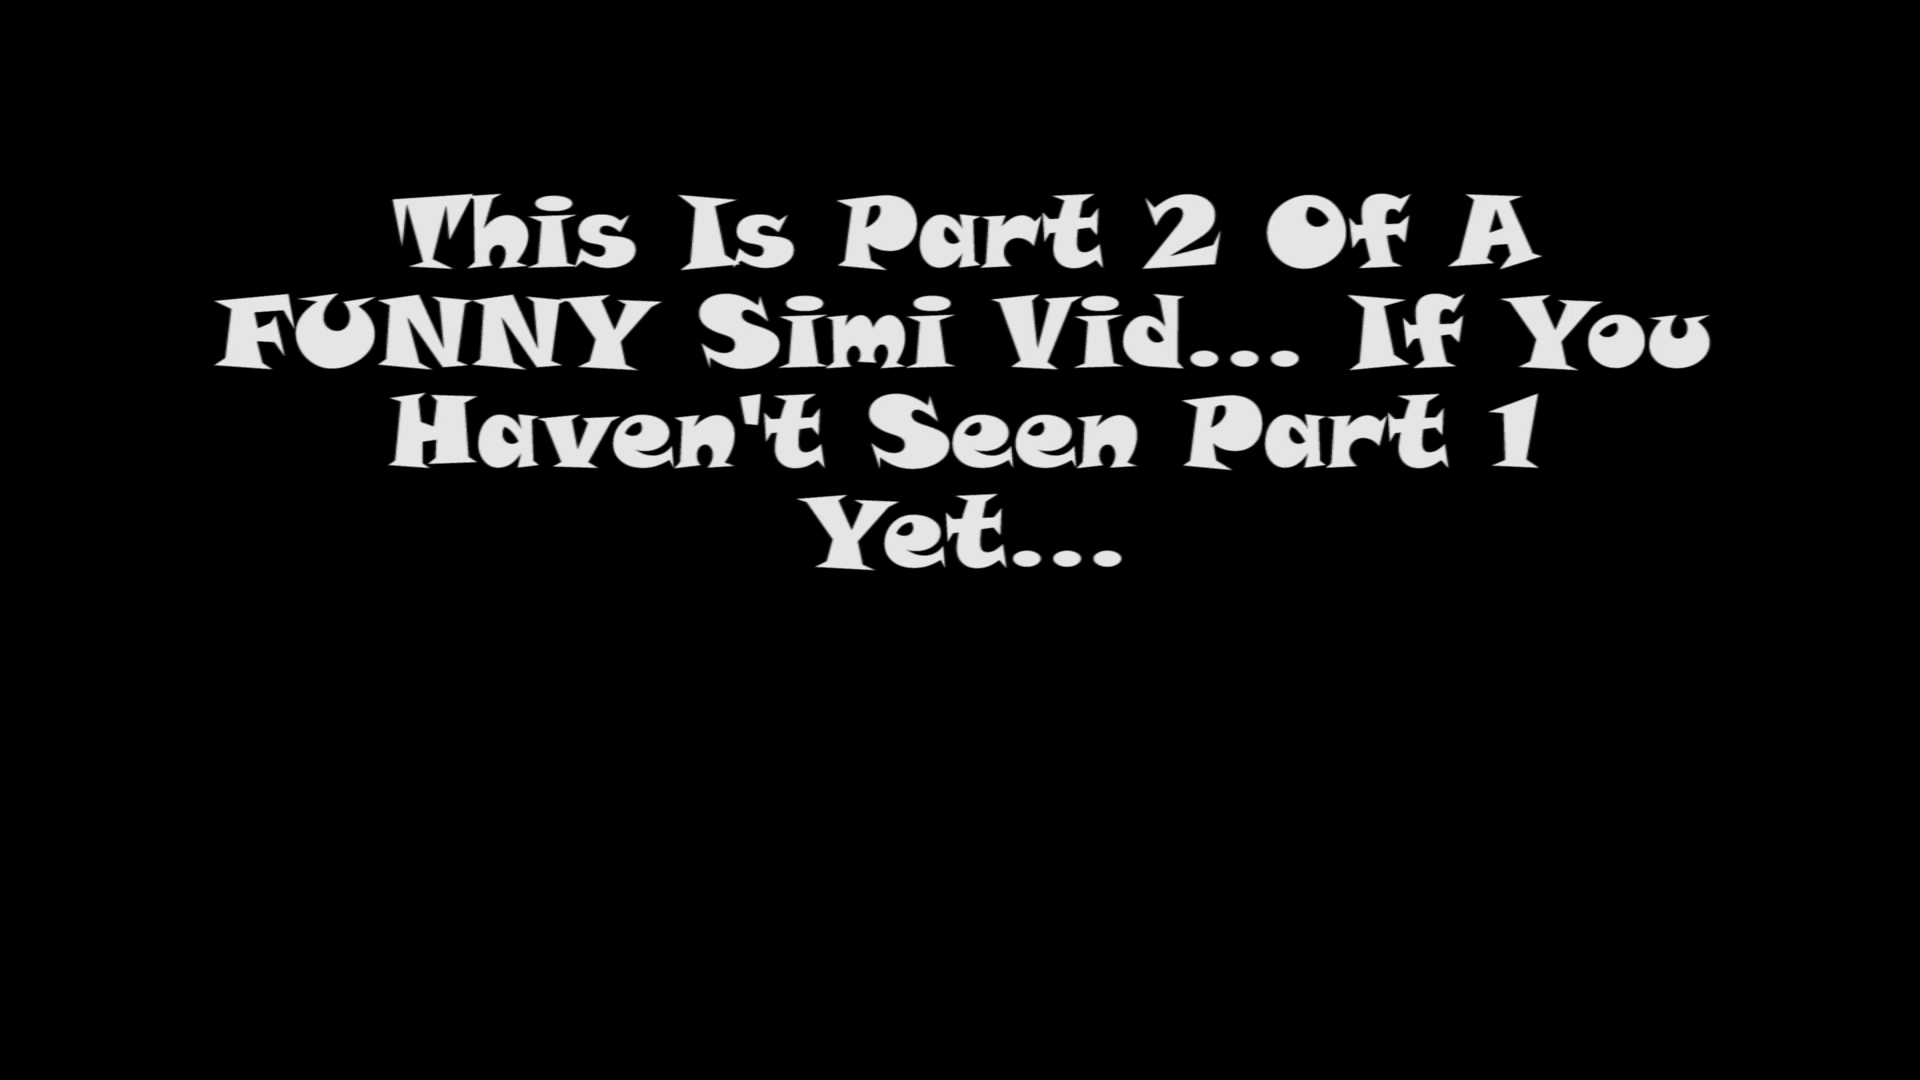 This Is Part 2 Of A
FUNNY Simi Vid... If You
Haven't Seen Part 1
Yet...